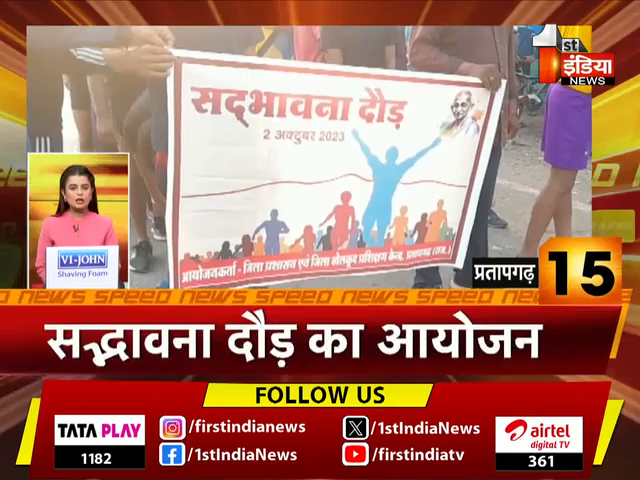 1st
इंडिया
NEWS
सद्भावना दौड़
2 अक्टूबर 2023
आयोजनकर्ता - जिला प्रशासन एवं जिला खेलकूद प्रशिक्षण केन्द्र, प्रतापगढ़ (राज.)
VI-JOHN
Shaving Foam
प्रतापगढ़
15
NEWS SPEED NEWS SPEED NEWS SPEED NEWS SPEED NEWS
सद्भावना दौड़ का आयोजन
FOLLOW US
TATA PLAY
1182
/firstindianews
/1stIndiaNews
/1stIndiaNews
/firstindiatv
airtel
digital TV
361